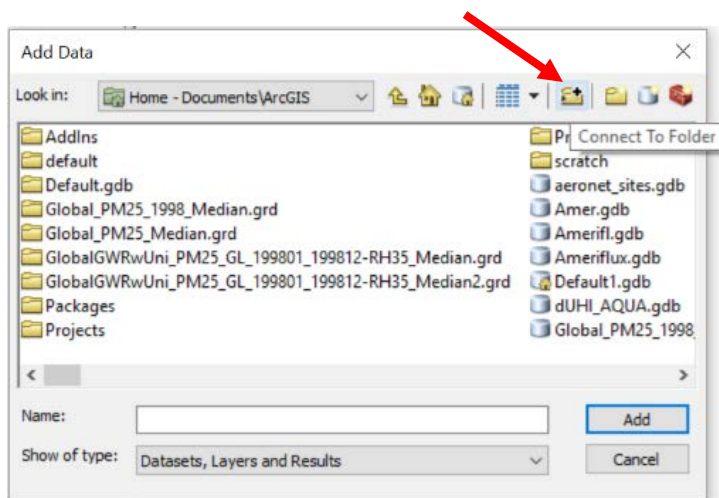 Add Data
Look in: Home - Documents\ArcGIS
Connect To Folder
AddIns
default
Default.gdb
Global_PM25_1998_Median.grd
Global_PM25_Median.grd
GlobalGWRwUni_PM25_GL_199801_199812-RH35_Median.grd
GlobalGWRwUni_PM25_GL_199801_199812-RH35_Median2.grd
Packages
Projects
Pr
scratch
aeronet_sites.gdb
Amer.gdb
Amerifl.gdb
Ameriflux.gdb
Default1.gdb
dUHI_AQUA.gdb
Global_PM25_1998_
Name:
Add
Show of type: Datasets, Layers and Results
Cancel